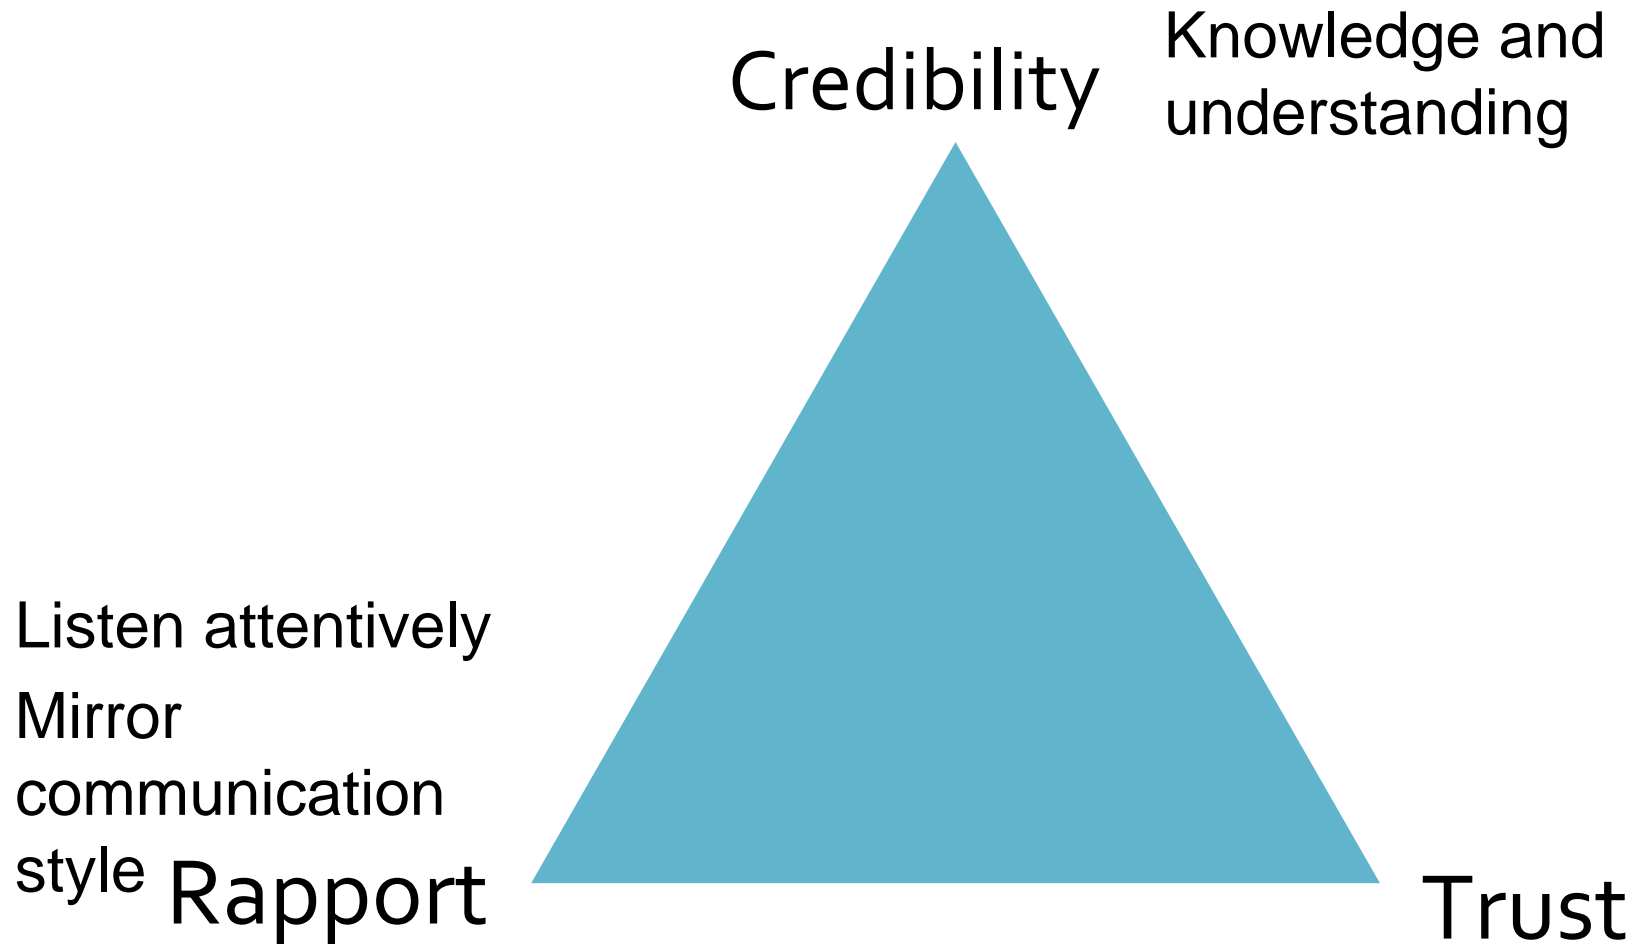 Credibility
Knowledge and
understanding
Listen attentively
Mirror
communication
style
Rapport
Trust